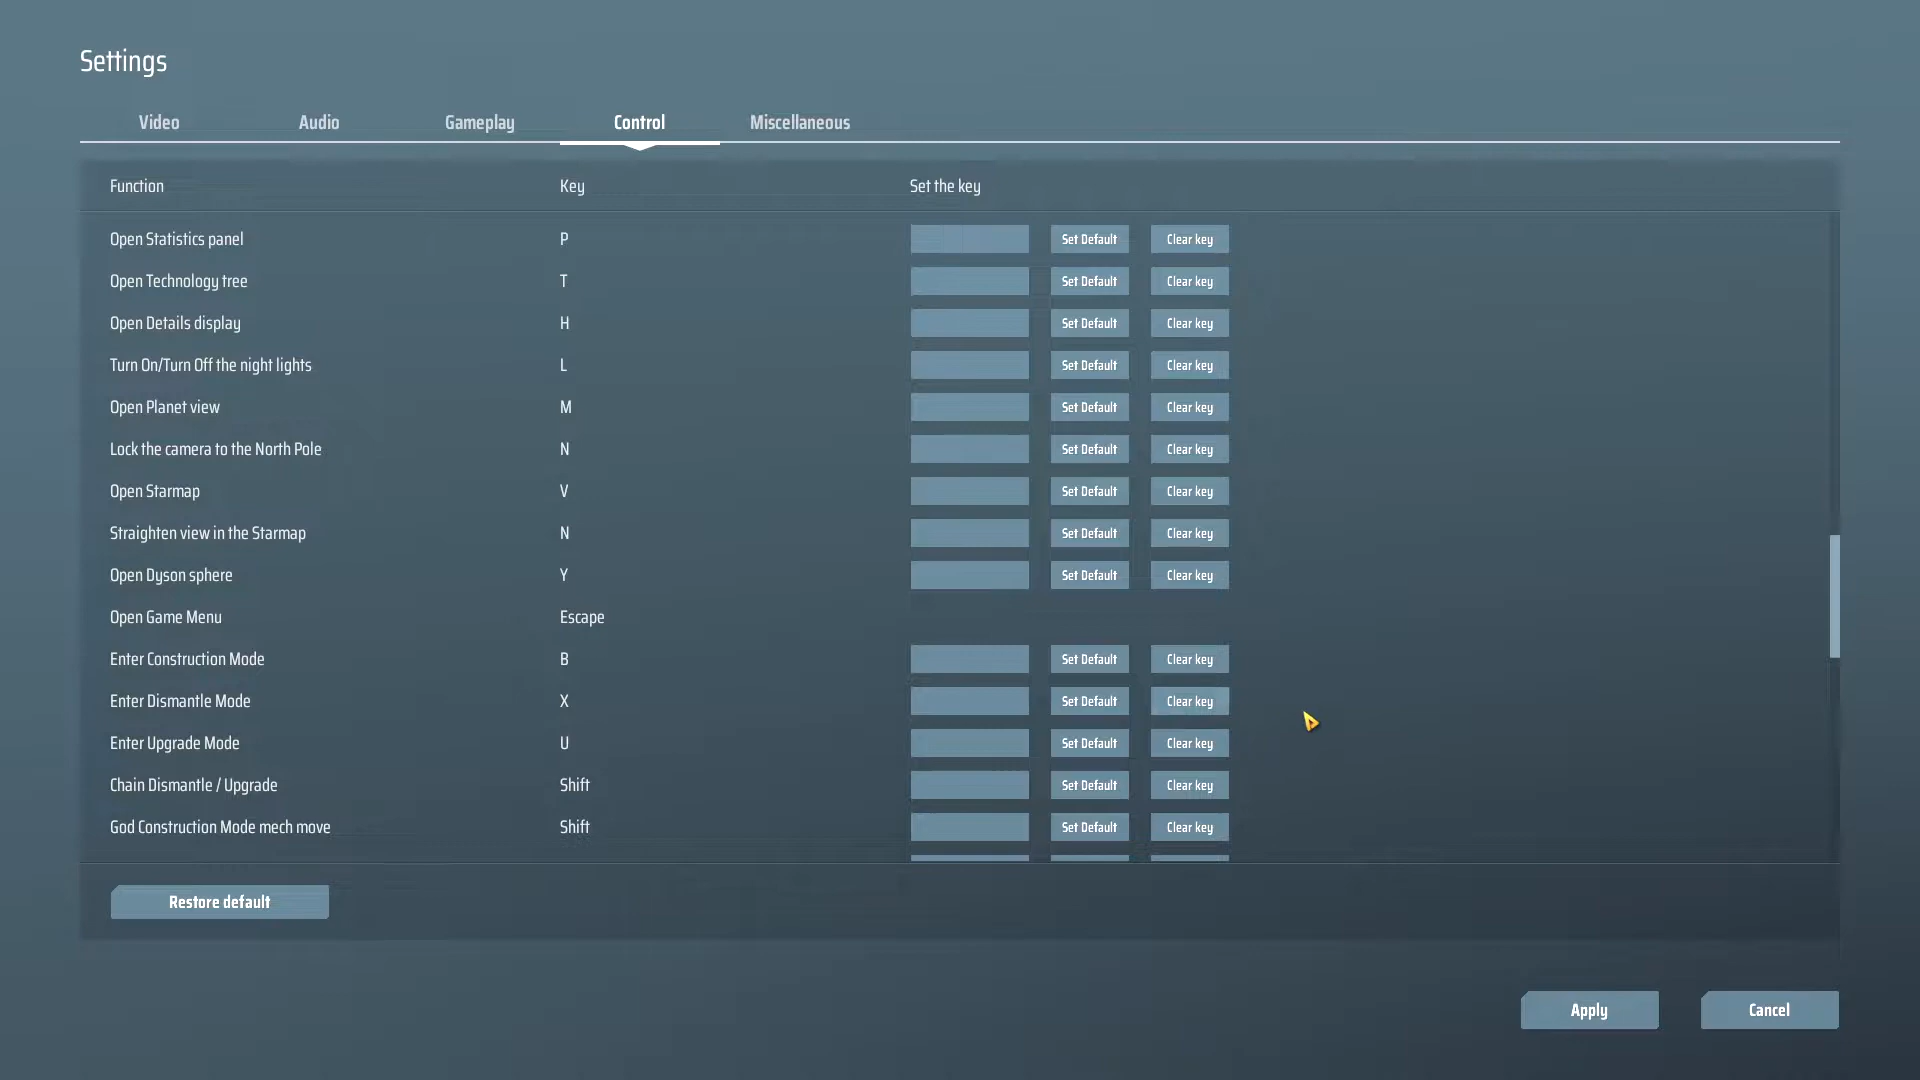 Settings
Video Audio Gameplay Control Miscellaneous
Function Key Set the key
Open Statistics panel P Set Default Clear key
Open Technology tree T Set Default Clear key
Open Details display H Set Default Clear key
Turn On/Turn Off the night lights L Set Default Clear key
Open Planet view M Set Default Clear key
Lock the camera to the North Pole N Set Default Clear key
Open Starmap V Set Default Clear key
Straighten view in the Starmap N Set Default Clear key
Open Dyson sphere Y Set Default Clear key
Open Game Menu Escape
Enter Construction Mode B Set Default Clear key
Enter Dismantle Mode X Set Default Clear key
Enter Upgrade Mode U Set Default Clear key
Chain Dismantle / Upgrade Shift Set Default Clear key
God Construction Mode mech move Shift Set Default Clear key
Restore default
Apply Cancel